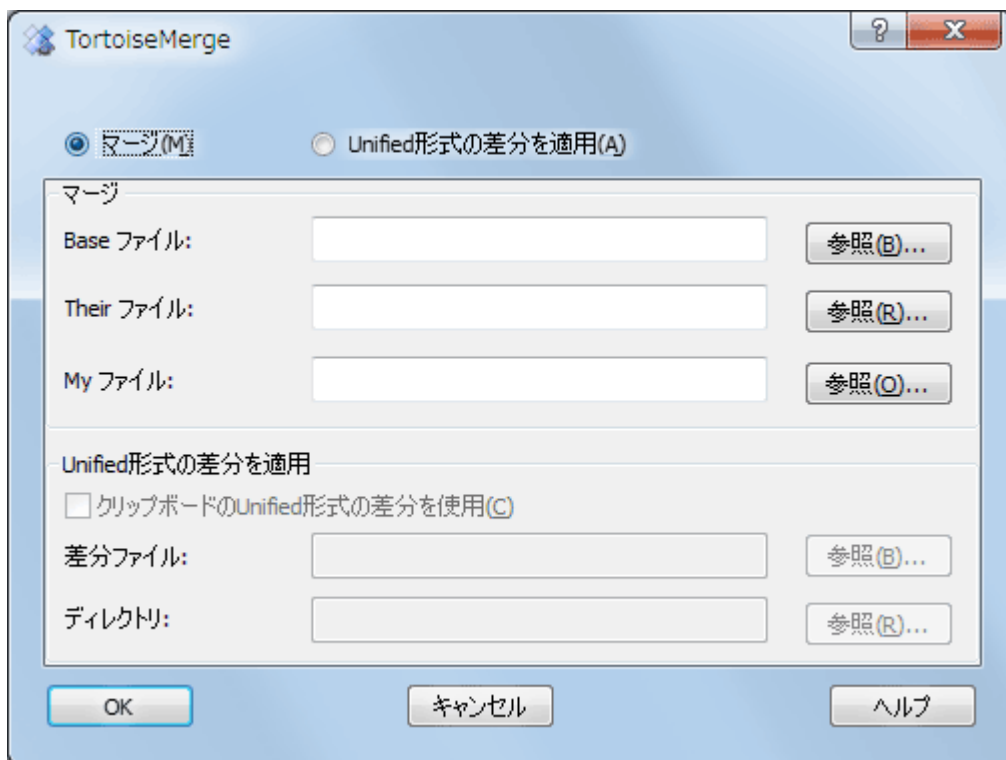 TortoiseMerge
マージ(M) Unified形式の差分を適用(A)
マージ
Base ファイル: 参照(B)...
Their ファイル: 参照(R)...
My ファイル: 参照(O)...
Unified形式の差分を適用
クリップボードのUnified形式の差分を使用(C)
差分ファイル: 参照(B)...
ディレクトリ: 参照(R)...
OK キャンセル ヘルプ